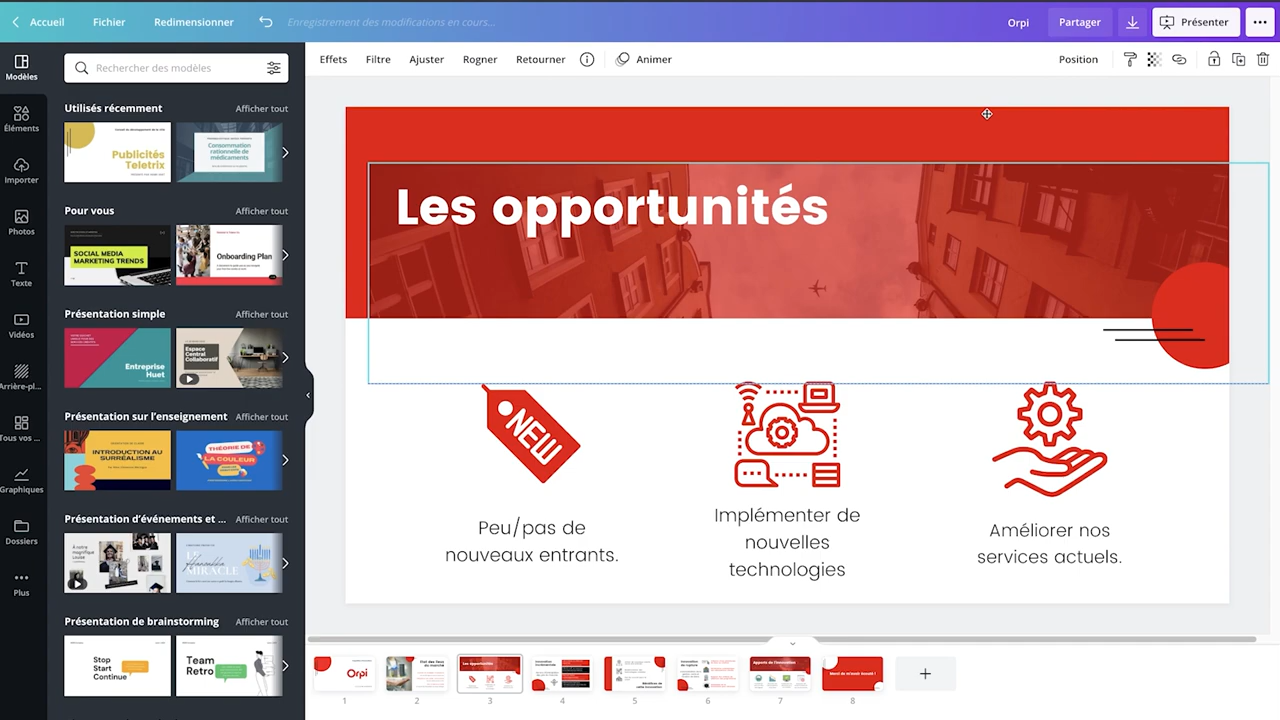 Accueil
Fichier
Redimensionner
Enregistrement des modifications en cours...
Orpi
Partager
Présenter
Modèles
Éléments
Importer
Photos
Texte
Vidéos
Arrière-pl...
Tous vos ...
Graphiques
Dossiers
Plus
Rechercher des modèles
Utilisés récemment
Afficher tout
Publicités
Teletrix
Consommation
rationnelle de
médicaments
Pour vous
Afficher tout
SOCIAL MEDIA
MARKETING TRENDS
Onboarding Plan
Présentation simple
Afficher tout
Entreprise
Huet
Espace
Central
Collaboratif
Présentation sur l'enseignement
Afficher tout
INTRODUCTION AU
SURRÉALISME
THÉORIE DE
LA COULEUR
Présentation d'événements et ...
Afficher tout
MIRACLE
Présentation de brainstorming
Afficher tout
Stop
Start
Continue
Team
Retro
Effets
Filtre
Ajuster
Rogner
Retourner
Animer
Position
Les opportunités
NEW
Peu/pas de
nouveaux entrants.
Implémenter de
nouvelles
technologies
Améliorer nos
services actuels.
Orpi
Les opportunités
1
2
3
4
5
6
7
8